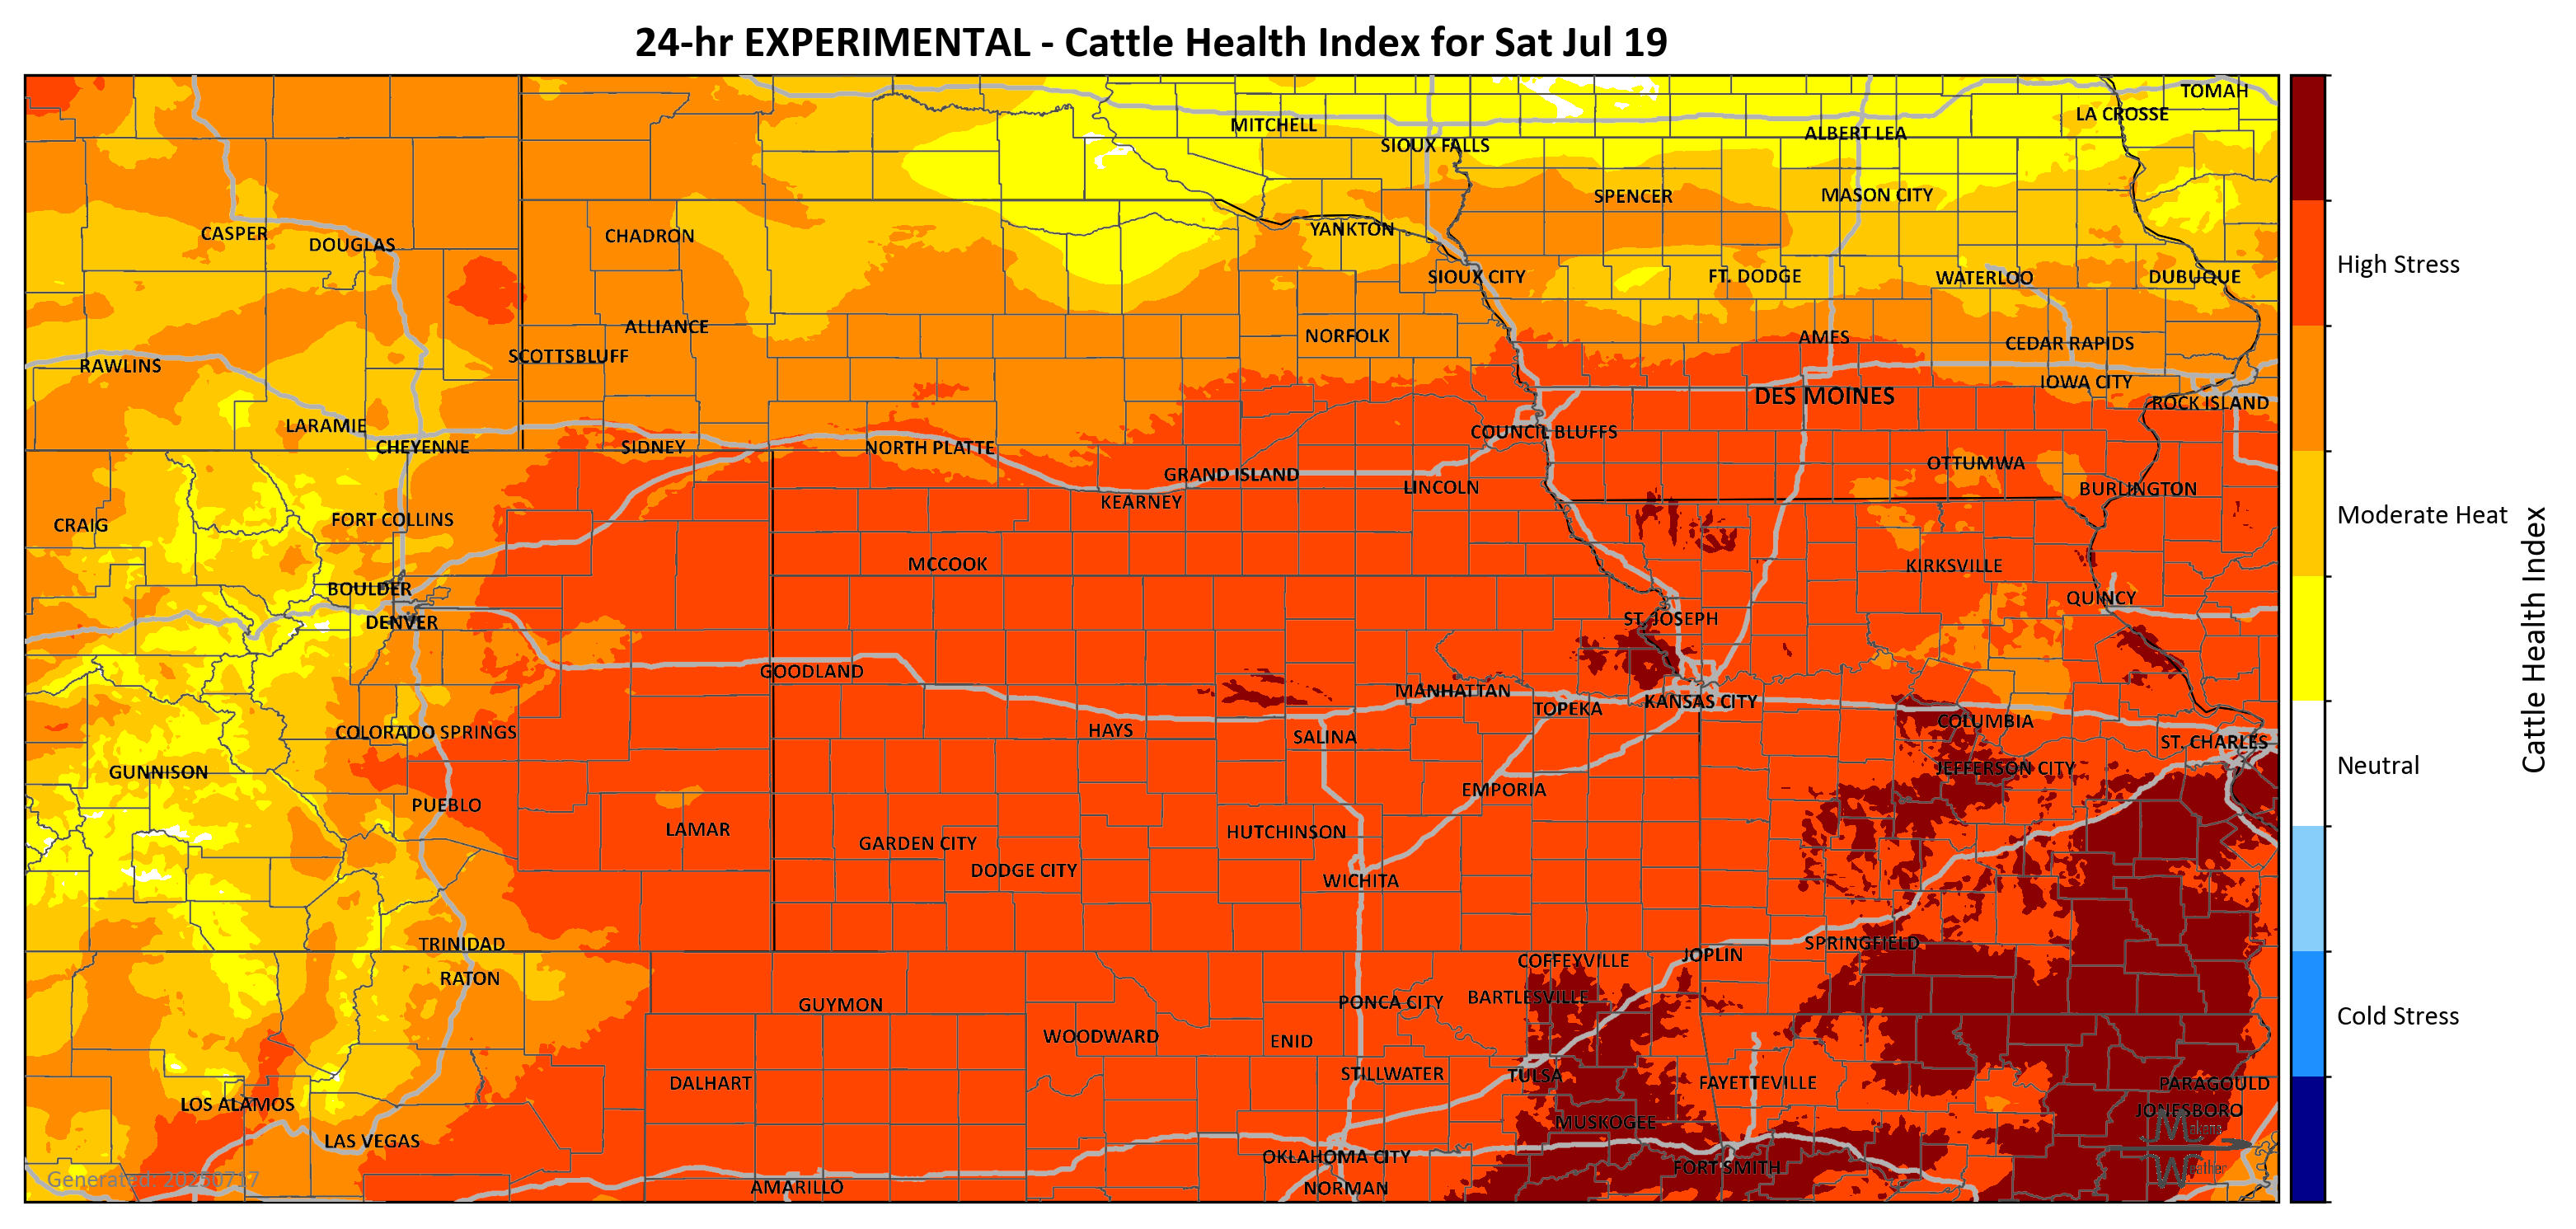 24-hr EXPERIMENTAL - Cattle Health Index for Sat Jul 19
TOMAH
LA CROSSE
MITCHELL
ALBERT LEA
SIOUX FALLS
SPENCER
MASON CITY
CASPER
DOUGLAS
CHADRON
YANKTON
SIOUX CITY
FT. DODGE
WATERLOO
DUBUQUE
High Stress
ALLIANCE
NORFOLK
AMES
CEDAR RAPIDS
SCOTTSBLUFF
RAWLINS
IOWA CITY
DES MOINES
ROCK ISLAND
LARAMIE
COUNCIL BLUFFS
CHEYENNE
SIDNEY
NORTH PLATTE
GRAND ISLAND
OTTUMWA
LINCOLN
BURLINGTON
KEARNEY
CRAIG
FORT COLLINS
Moderate Heat
MCCOOK
KIRKSVILLE
BOULDER
QUINCY
DENVER
ST. JOSEPH
Cattle Health Index
GOODLAND
MANHATTAN
TOPEKA
KANSAS CITY
COLORADO SPRINGS
HAYS
SALINA
COLUMBIA
ST. CHARLES
GUNNISON
JEFFERSON CITY
Neutral
PUEBLO
EMPORIA
LAMAR
GARDEN CITY
HUTCHINSON
DODGE CITY
WICHITA
TRINIDAD
SPRINGFIELD
JOPLIN
COFFEYVILLE
RATON
GUYMON
PONCA CITY
BARTLESVILLE
Cold Stress
WOODWARD
ENID
STILLWATER
TULSA
DALHART
FAYETTEVILLE
PARAGOULD
LOS ALAMOS
JONESBORO
MUSKOGEE
Makens
LAS VEGAS
OKLAHOMA CITY
FORT SMITH
Weather
Generated: 20250717
AMARILLO
NORMAN